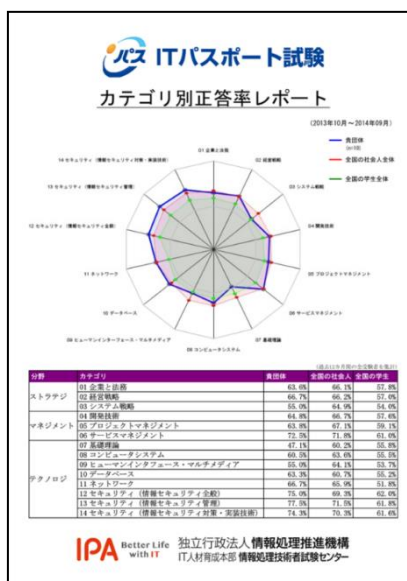 iパス ITパスポート試験
カテゴリ別正答率レポート
(2013年10月～2014年09月)
貴団体
全国の社会人全体
全国の学生全体
01 企業と法務
02 経営戦略
03 システム戦略
04 開発技術
05 プロジェクトマネジメント
06 サービスマネジメント
07 基礎理論
08 コンピュータシステム
09 ヒューマンインターフェース・マルチメディア
10 データベース
11 ネットワーク
12 セキュリティ (情報セキュリティ全般)
13 セキュリティ (情報セキュリティ管理)
14 セキュリティ (情報セキュリティ対策・実装技術)
分野 カテゴリ 貴団体 全国の社会人 全国の学生
ストラテジ 01 企業と法務 63.6% 66.1% 57.8%
02 経営戦略 66.7% 66.2% 57.0%
03 システム戦略 55.0% 64.9% 54.0%
マネジメント 04 開発技術 64.8% 66.7% 57.6%
05 プロジェクトマネジメント 63.8% 67.1% 59.1%
06 サービスマネジメント 72.5% 71.8% 61.0%
テクノロジ 07 基礎理論 47.1% 60.2% 55.8%
08 コンピュータシステム 60.5% 63.6% 55.5%
09 ヒューマンインタフェース・マルチメディア 55.0% 64.1% 53.7%
10 データベース 63.3% 60.7% 55.2%
11 ネットワーク 66.7% 65.9% 51.8%
12 セキュリティ (情報セキュリティ全般) 75.0% 69.3% 62.0%
13 セキュリティ (情報セキュリティ管理) 77.5% 71.5% 61.8%
14 セキュリティ (情報セキュリティ対策・実装技術) 74.3% 70.3% 61.6%
IPA Better Life with IT 独立行政法人 情報処理推進機構
IT人材育成本部 情報処理技術者試験センター